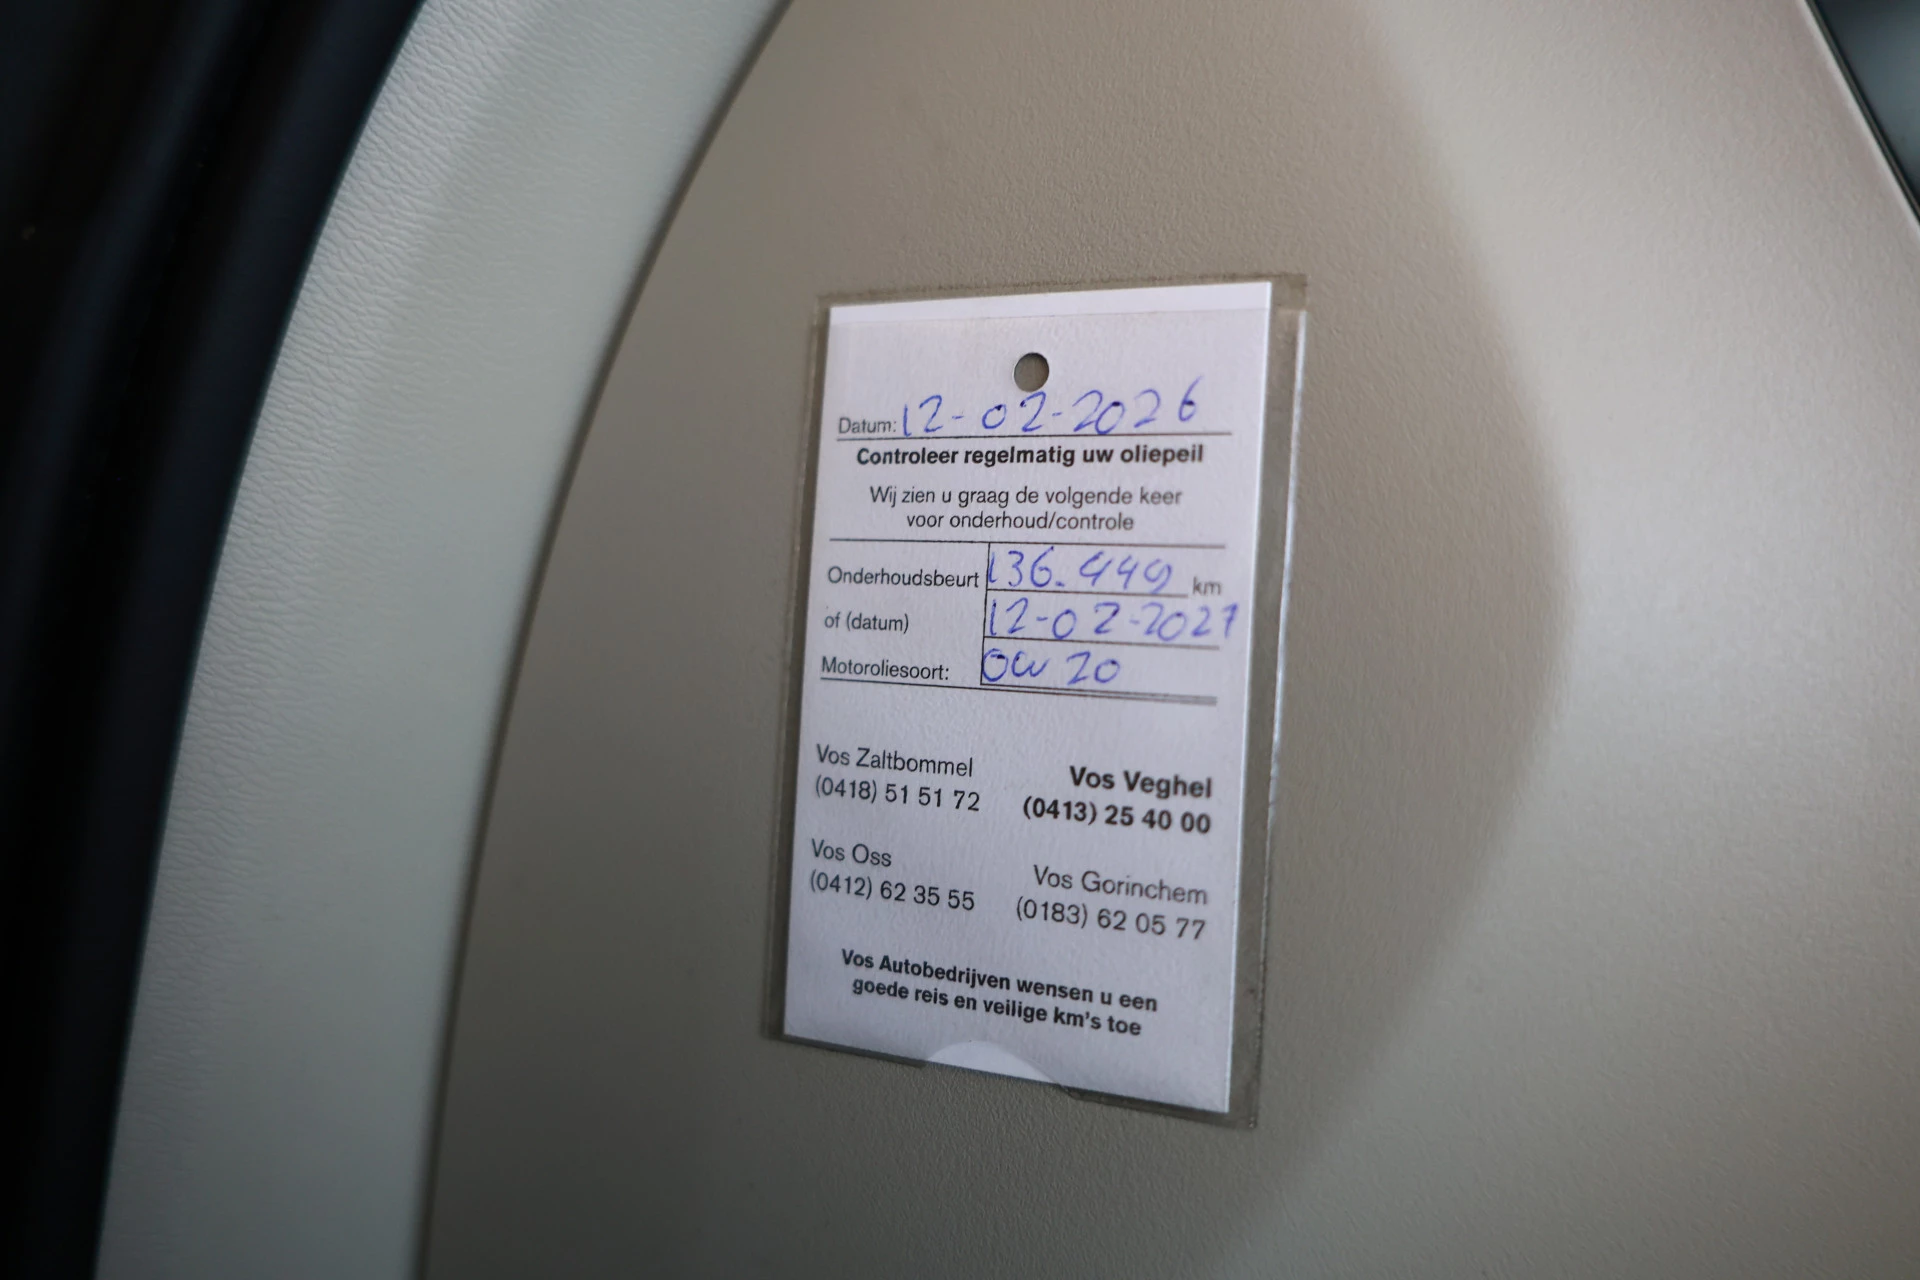 Datum: 12-02-2026
Controleer regelmatig uw oliepeil
Wij zien u graag de volgende keer
voor onderhoud/controle
Onderhoudsbeurt 136.449 km
of (datum) 12-02-2027
Motoroliesoort: 0W20
Vos Zaltbommel
(0418) 51 51 72
Vos Veghel
(0413) 25 40 00
Vos Oss
(0412) 62 35 55
Vos Gorinchem
(0183) 62 05 77
Vos Autobedrijven wensen u een
goede reis en veilige km's toe